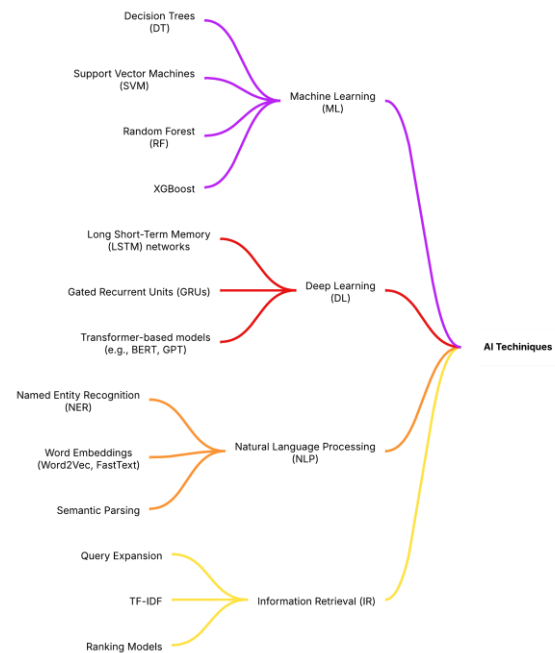 Decision Trees
(DT)
Support Vector Machines
(SVM)
Random Forest
(RF)
XGBoost
Machine Learning
(ML)
Long Short-Term Memory
(LSTM) networks
Gated Recurrent Units (GRUs)
Transformer-based models
(e.g., BERT, GPT)
Deep Learning
(DL)
AI Techiniques
Named Entity Recognition
(NER)
Word Embeddings
(Word2Vec, FastText)
Semantic Parsing
Natural Language Processing
(NLP)
Query Expansion
TF-IDF
Ranking Models
Information Retrieval (IR)